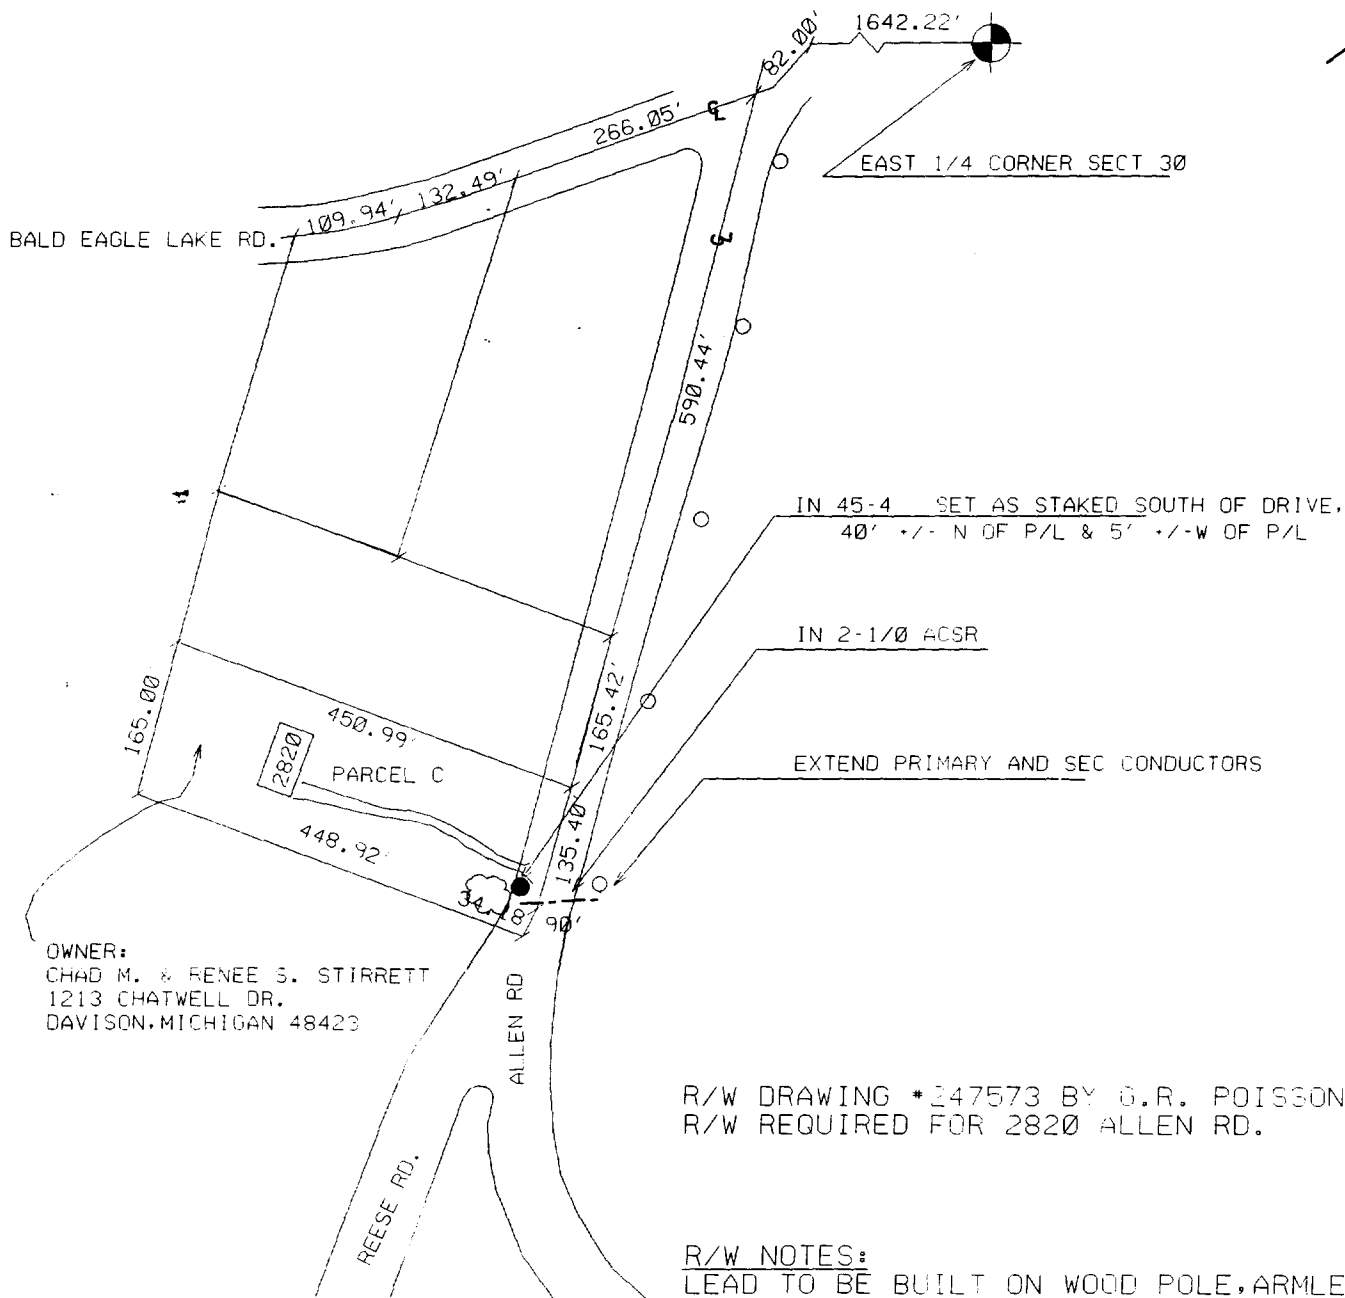 1642.22'
82.00'
EAST 1/4 CORNER SECT 30
266.05'
132.49'
109.94'
BALD EAGLE LAKE RD.
590.44'
IN 45-4 SET AS STAKED SOUTH OF DRIVE,
40' +/- N OF P/L & 5' +/-W OF P/L
IN 2-1/0 ACSR
165.42'
165.00
450.99'
2820
PARCEL C
EXTEND PRIMARY AND SEC CONDUCTORS
135.40'
448.92'
90'
OWNER:
CHAD M. & RENEE S. STIRRETT
1213 CHATWELL DR.
DAVISON, MICHIGAN 48423
ALLEN RD
REESE RD.
R/W DRAWING #247573 BY G.R. POISSON
R/W REQUIRED FOR 2820 ALLEN RD.
R/W NOTES:
LEAD TO BE BUILT ON WOOD POLE, ARMLE